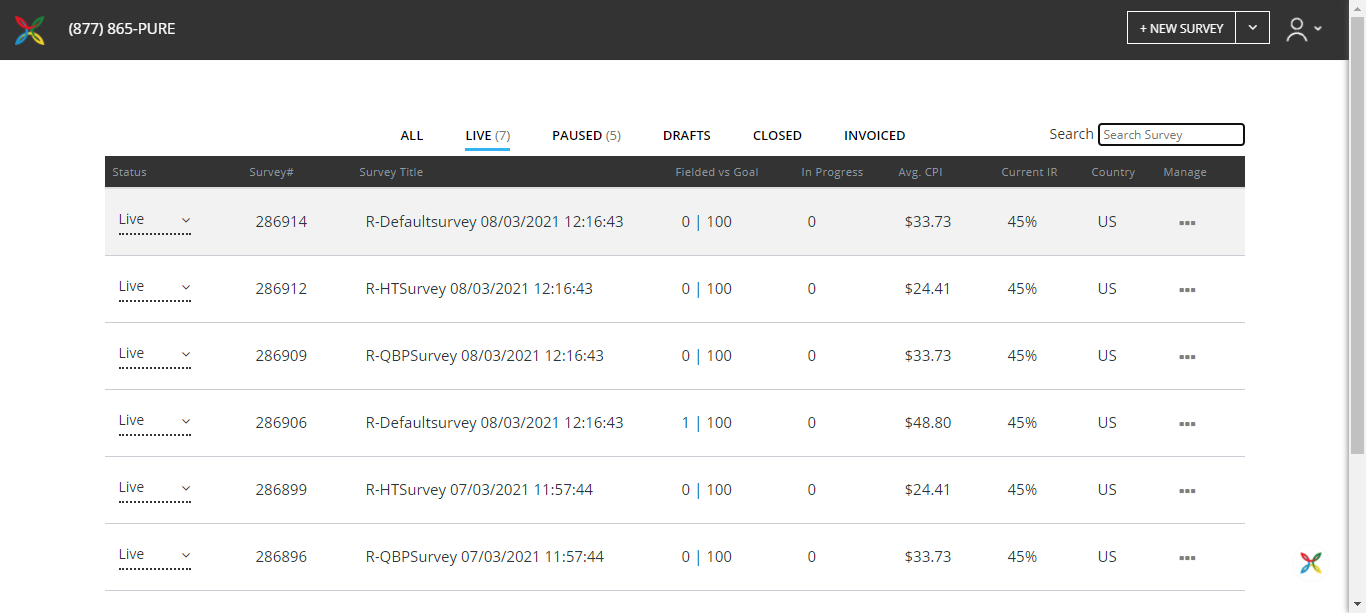 (877) 865-PURE
+ NEW SURVEY
ALL LIVE (7) PAUSED (5) DRAFTS CLOSED INVOICED Search Search Survey
Status Survey# Survey Title Fielded vs Goal In Progress Avg. CPI Current IR Country Manage
Live 286914 R-Defaultsurvey 08/03/2021 12:16:43 0 | 100 0 $33.73 45% US
Live 286912 R-HTSurvey 08/03/2021 12:16:43 0 | 100 0 $24.41 45% US
Live 286909 R-QBPSurvey 08/03/2021 12:16:43 0 | 100 0 $33.73 45% US
Live 286906 R-Defaultsurvey 08/03/2021 12:16:43 1 | 100 0 $48.80 45% US
Live 286899 R-HTSurvey 07/03/2021 11:57:44 0 | 100 0 $24.41 45% US
Live 286896 R-QBPSurvey 07/03/2021 11:57:44 0 | 100 0 $33.73 45% US